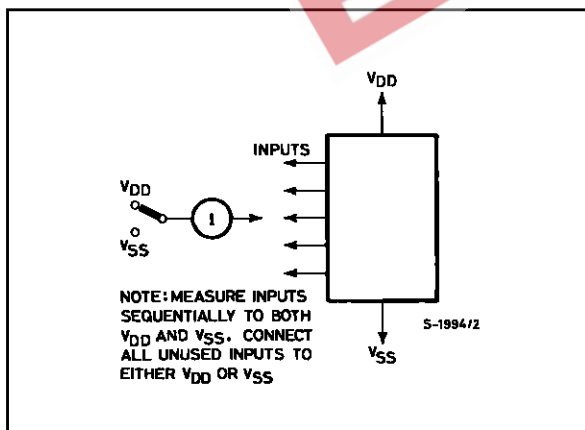 VDD
INPUTS
VDD
1
VSS
NOTE: MEASURE INPUTS
SEQUENTIALLY TO BOTH
VDD AND VSS. CONNECT
ALL UNUSED INPUTS TO
EITHER VDD OR VSS
S-1994/2
VSS